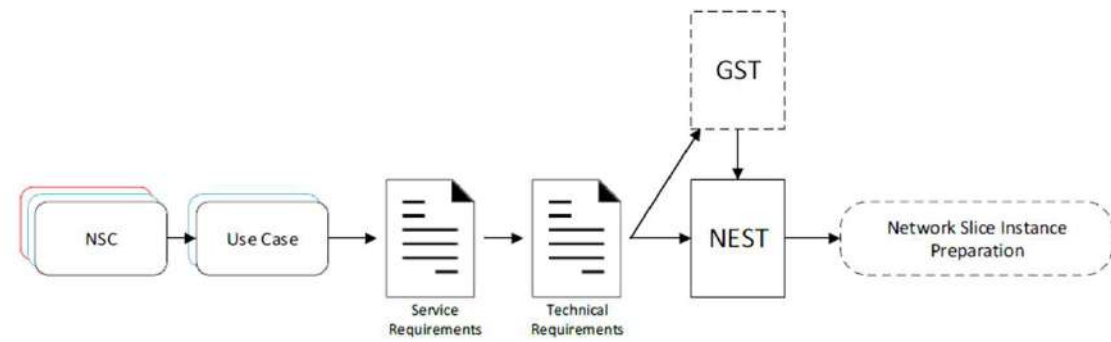 GST
NSC
Use Case
NEST
Network Slice Instance
Preparation
Service
Requirements
Technical
Requirements